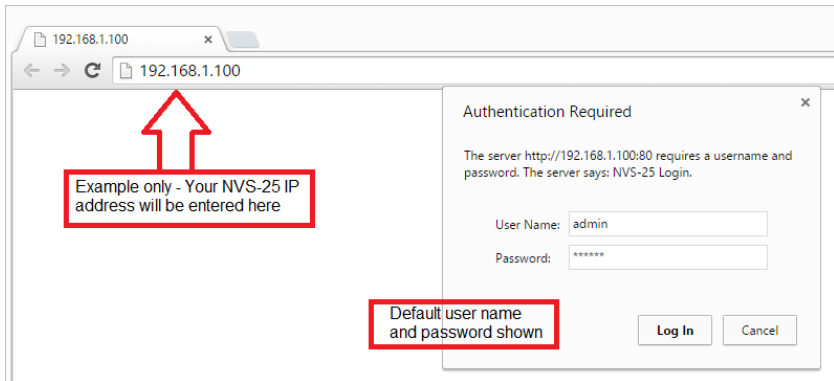 192.168.1.100 ×
192.168.1.100
Authentication Required ×
The server http://192.168.1.100:80 requires a username and
password. The server says: NVS-25 Login.
Example only - Your NVS-25 IP
address will be entered here
User Name: admin
Password: ******
Default user name
and password shown
Log In Cancel